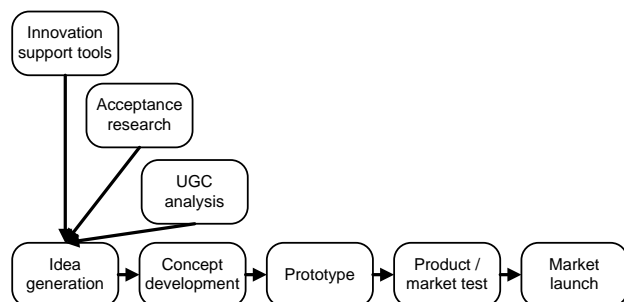 Innovation
support tools
Acceptance
research
UGC
analysis
Idea
generation
Concept
development
Prototype
Product /
market test
Market
launch